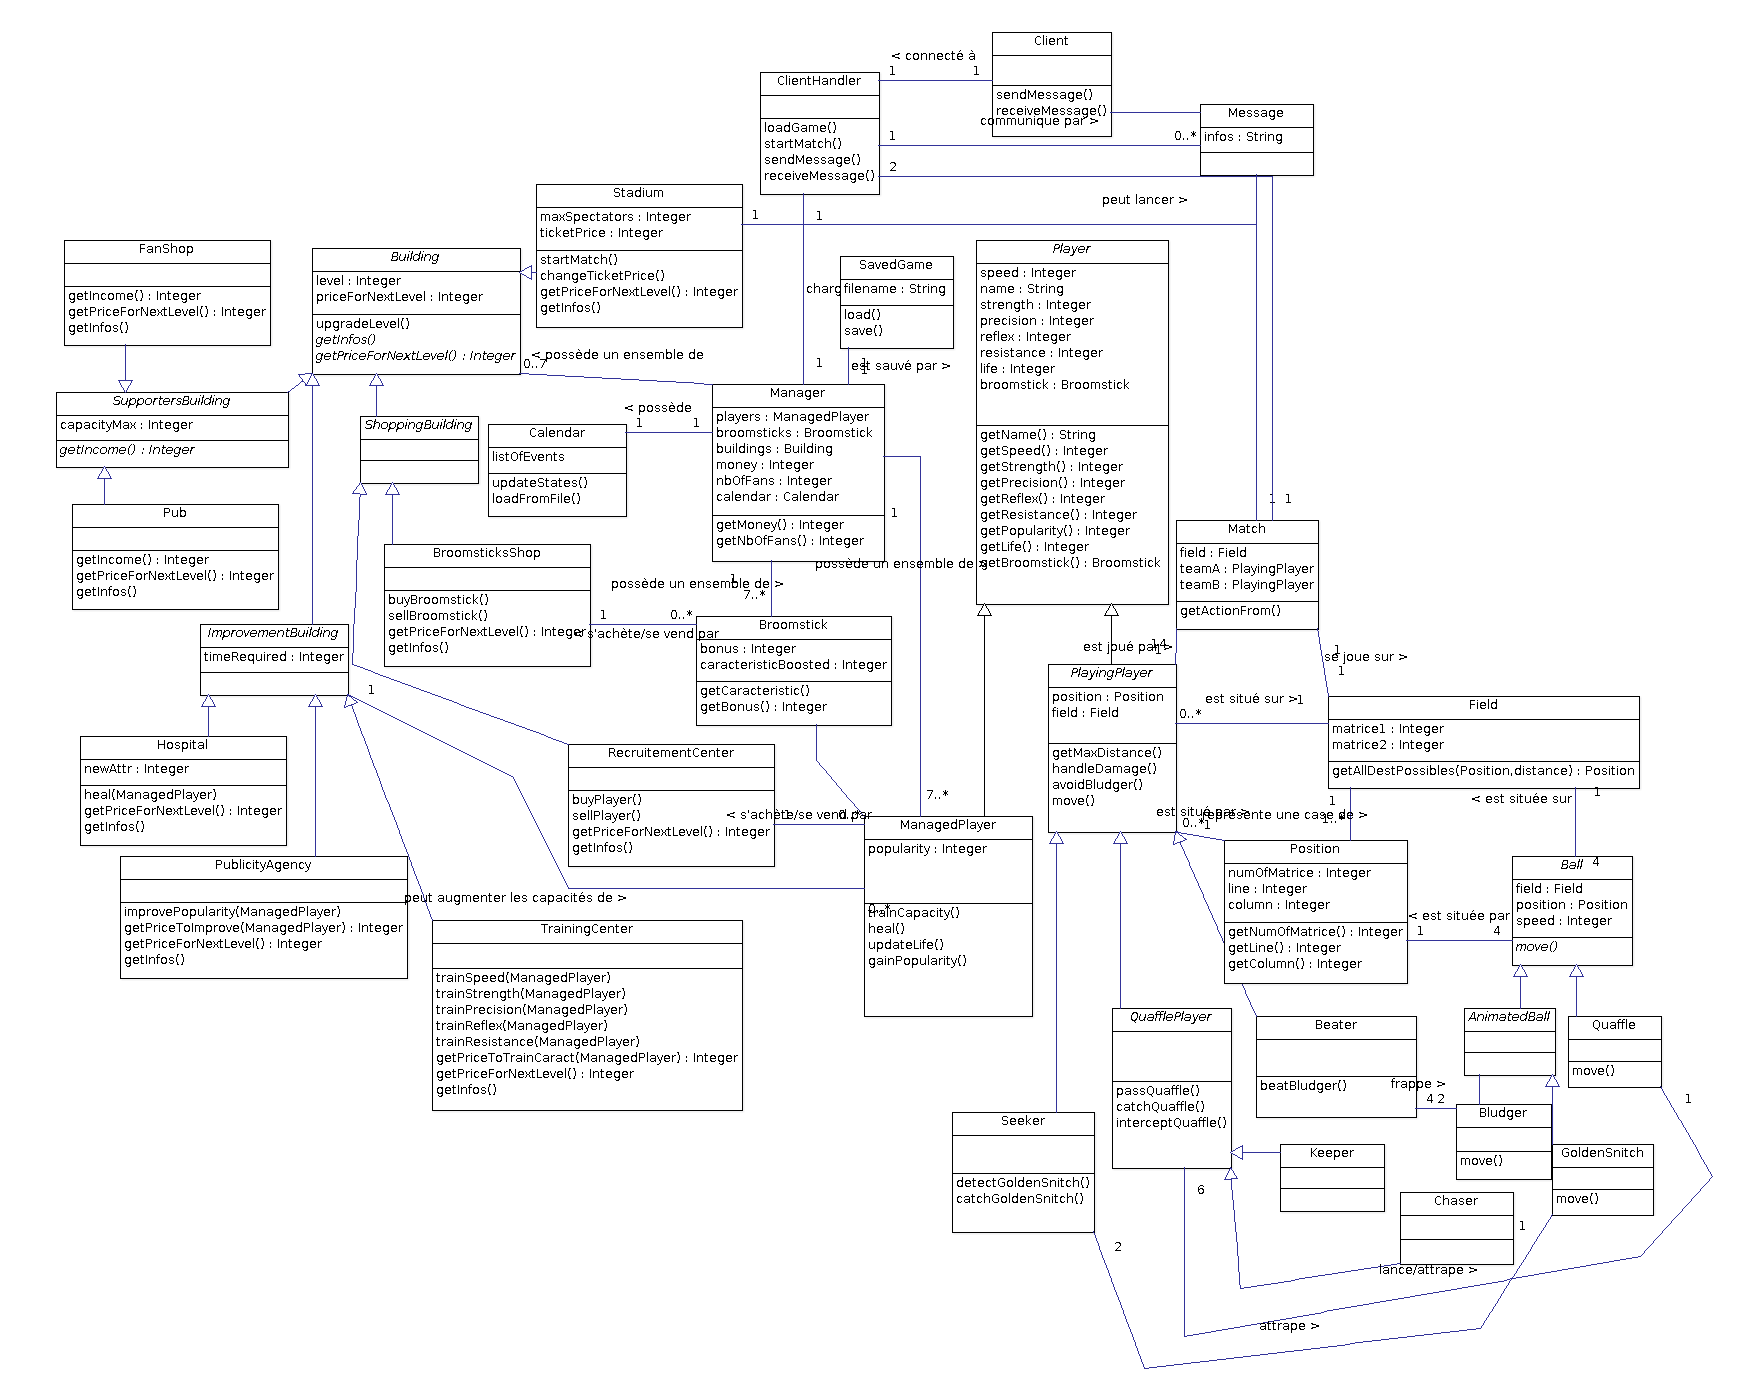 Client
sendMessage()
receiveMessage()
< connecté à
1
1
ClientHandler
loadGame()
startMatch()
sendMessage()
receiveMessage()
communique par >
1
0..*
Message
infos : String
2
peut lancer >
Stadium
maxSpectators : Integer
ticketPrice : Integer
startMatch()
changeTicketPrice()
getPriceForNextLevel() : Integer
getInfos()
1
1
FanShop
getIncome() : Integer
getPriceForNextLevel() : Integer
getInfos()
Building
level : Integer
priceForNextLevel : Integer
upgradeLevel()
getInfos()
getPriceForNextLevel() : Integer
SavedGame
filename : String
load()
save()
charg
Player
speed : Integer
name : String
strength : Integer
precision : Integer
reflex : Integer
resistance : Integer
life : Integer
broomstick : Broomstick
getName() : String
getSpeed() : Integer
getStrength() : Integer
getPrecision() : Integer
getReflex() : Integer
getResistance() : Integer
getPopularity() : Integer
getLife() : Integer
getBroomstick() : Broomstick
< possède un ensemble de
0..7
1
1
1
est sauvé par >
SupportersBuilding
capacityMax : Integer
getIncome() : Integer
ShoppingBuilding
Calendar
listOfEvents
updateStates()
loadFromFile()
< possède
1
1
Manager
players : ManagedPlayer
broomsticks : Broomstick
buildings : Building
money : Integer
nbOfFans : Integer
calendar : Calendar
getMoney() : Integer
getNbOfFans() : Integer
1
1
1
Pub
getIncome() : Integer
getPriceForNextLevel() : Integer
getInfos()
Match
field : Field
teamA : PlayingPlayer
teamB : PlayingPlayer
getActionFrom()
BroomsticksShop
buyBroomstick()
sellBroomstick()
getPriceForNextLevel() : Integer
getInfos()
possède un ensemble de >
1
7..*
possède un ensemble de >
1
0..*
< s'achète/se vend par
Broomstick
bonus : Integer
caracteristicBoosted : Integer
getCaracteristic()
getBonus() : Integer
ImprovementBuilding
timeRequired : Integer
1
est joué par >
14
1
1
se joue sur >
1
PlayingPlayer
position : Position
field : Field
getMaxDistance()
handleDamage()
avoidBludger()
move()
est situé sur >
1
0..*
Field
matrice1 : Integer
matrice2 : Integer
getAllDestPossibles(Position,distance) : Position
Hospital
newAttr : Integer
heal(ManagedPlayer)
getPriceForNextLevel() : Integer
getInfos()
RecruitementCenter
buyPlayer()
sellPlayer()
getPriceForNextLevel() : Integer
getInfos()
< s'achète/se vend par
1
0..*
7..*
ManagedPlayer
popularity : Integer
trainCapacity()
heal()
updateLife()
gainPopularity()
est situé par >
0..*
1
représente une case de >
1
1..*
< est située sur
1
4
Position
numOfMatrice : Integer
line : Integer
column : Integer
getNumOfMatrice() : Integer
getLine() : Integer
getColumn() : Integer
Ball
field : Field
position : Position
speed : Integer
move()
< est située par
1
4
PublicityAgency
improvePopularity(ManagedPlayer)
getPriceToImprove(ManagedPlayer) : Integer
getPriceForNextLevel() : Integer
getInfos()
peut augmenter les capacités de >
0..*
TrainingCenter
trainSpeed(ManagedPlayer)
trainStrength(ManagedPlayer)
trainPrecision(ManagedPlayer)
trainReflex(ManagedPlayer)
trainResistance(ManagedPlayer)
getPriceToTrainCaract(ManagedPlayer) : Integer
getPriceForNextLevel() : Integer
getInfos()
QuafflePlayer
passQuaffle()
catchQuaffle()
interceptQuaffle()
Beater
beatBludger()
AnimatedBall
Quaffle
move()
frappe >
4
2
1
Bludger
move()
Seeker
detectGoldenSnitch()
catchGoldenSnitch()
Keeper
GoldenSnitch
move()
6
Chaser
1
2
lance/attrape >
attrape >